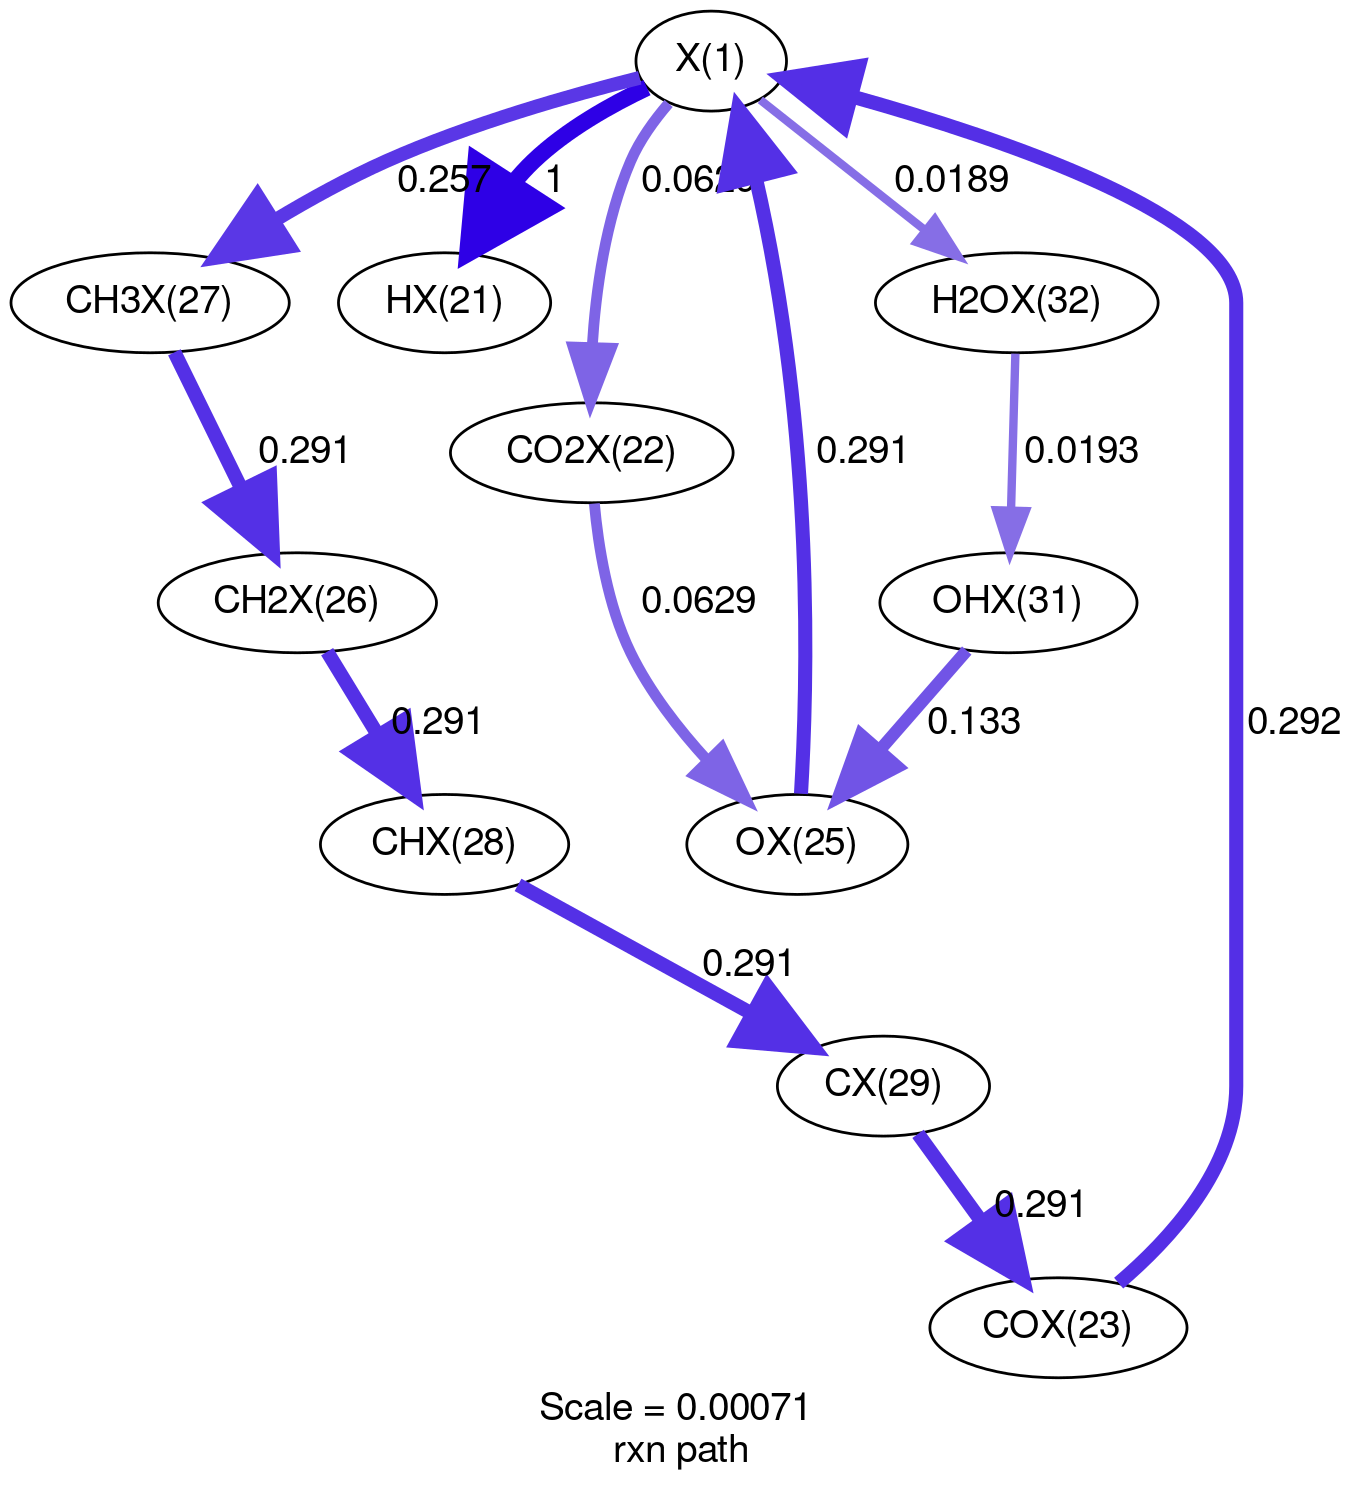 X(1)
0.257
1
0.0189
CH3X(27)
HX(21)
H2OX(32)
0.291
CO2X(22)
0.291
0.0193
CH2X(26)
0.0629
OHX(31)
0.291
0.133
0.292
CHX(28)
OX(25)
0.291
CX(29)
0.291
COX(23)
Scale = 0.00071
rxn path